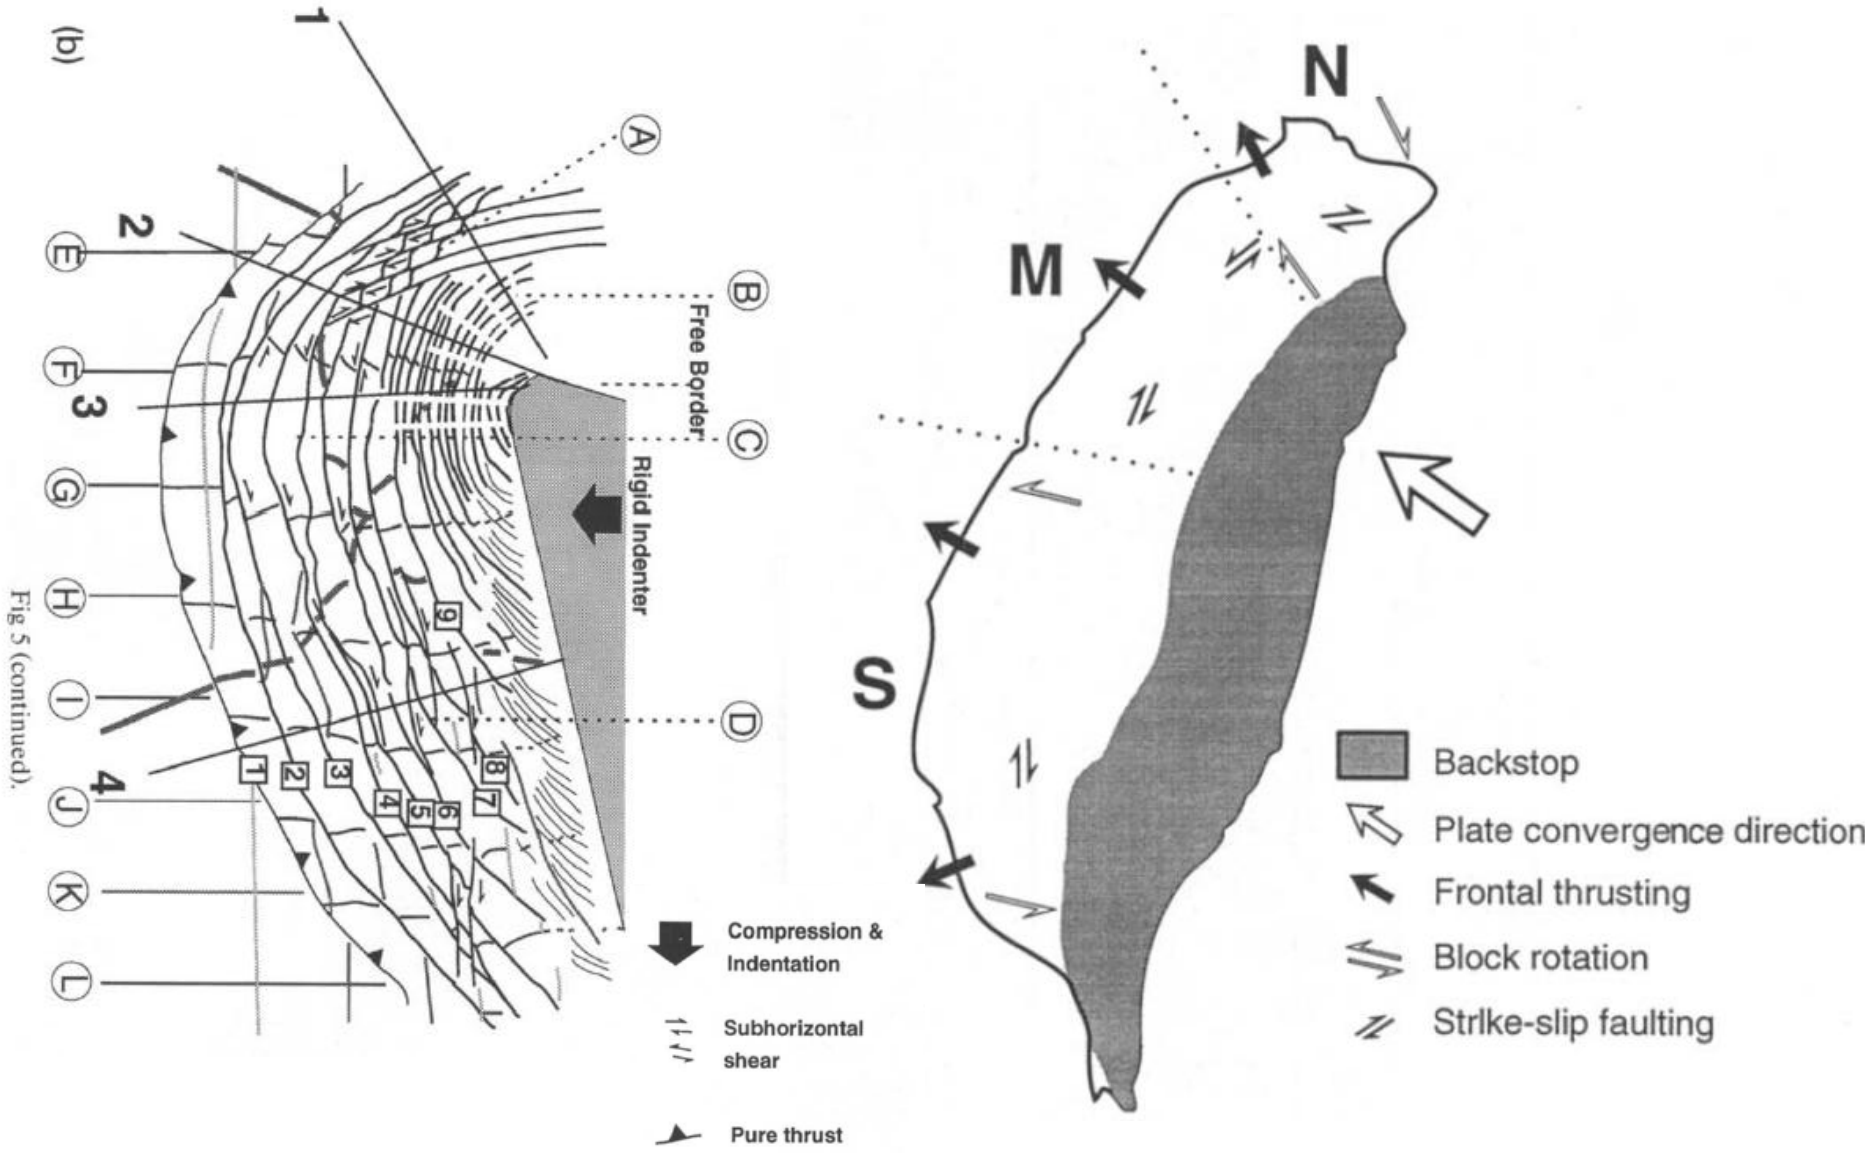 (b)
1
2
3
4
A
B
C
D
E
F
G
H
I
J
K
L
Free Border
Rigid Indenter
1
2
3
4
5
6
7
8
9
Fig 5 (continued).
Compression &
Indentation
Subhorizontal
shear
Pure thrust
N
M
S
Backstop
Plate convergence direction
Frontal thrusting
Block rotation
Strlke-slip faulting